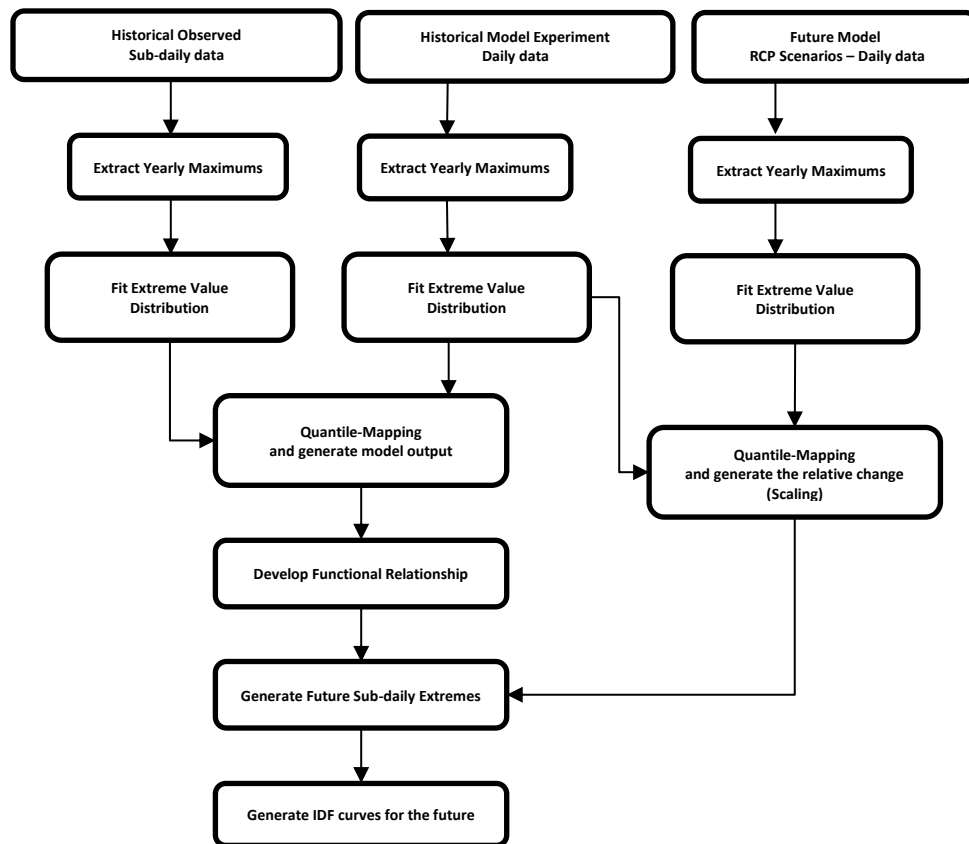 Historical Observed
Sub-daily data
Historical Model Experiment
Daily data
Future Model
RCP Scenarios – Daily data
Extract Yearly Maximums
Extract Yearly Maximums
Extract Yearly Maximums
Fit Extreme Value
Distribution
Fit Extreme Value
Distribution
Fit Extreme Value
Distribution
Quantile-Mapping
and generate model output
Quantile-Mapping
and generate the relative change
(Scaling)
Develop Functional Relationship
Generate Future Sub-daily Extremes
Generate IDF curves for the future